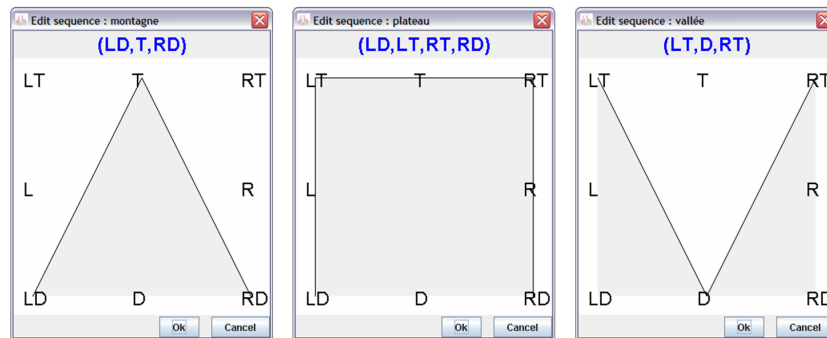 Edit sequence : montagne
(LD,T,RD)
LT T RT
L R
LD D RD
Ok Cancel
Edit sequence : plateau
(LD,LT,RT,RD)
LT T RT
L R
LD D RD
Ok Cancel
Edit sequence : vallée
(LT,D,RT)
LT T RT
L R
LD D RD
Ok Cancel